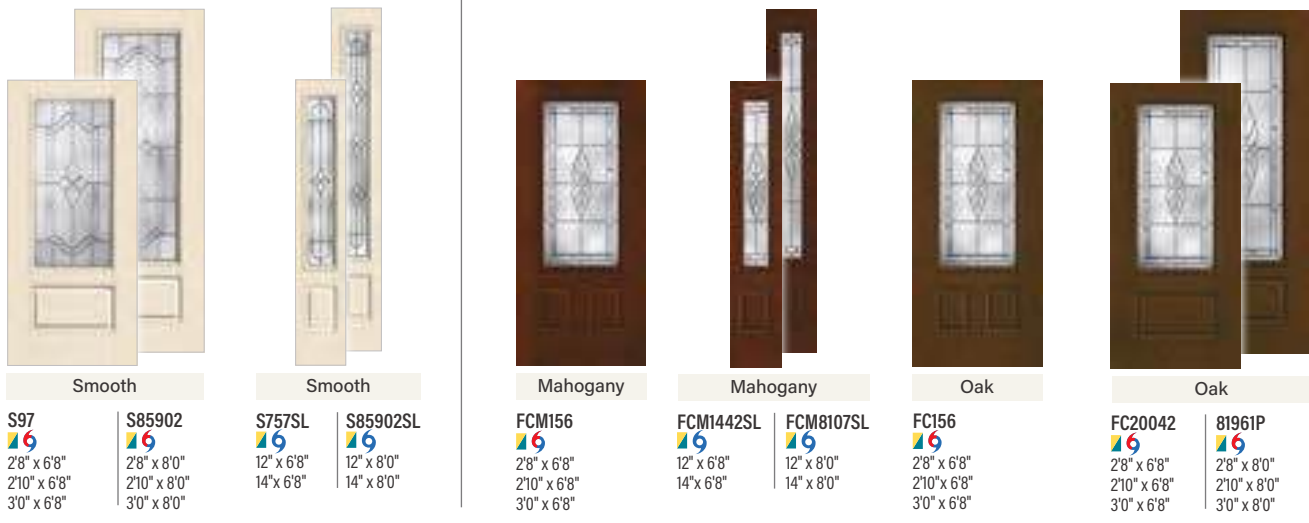 Smooth
S97
2'8" x 6'8"
2'10" x 6'8"
3'0" x 6'8"
S85902
2'8" x 8'0"
2'10" x 8'0"
3'0" x 8'0"
Smooth
S757SL
12" x 6'8"
14"x 6'8"
S85902SL
12" x 8'0"
14" x 8'0"
Mahogany
FCM156
2'8" x 6'8"
2'10" x 6'8"
3'0" x 6'8"
Mahogany
FCM1442SL
12" x 6'8"
14"x 6'8"
FCM8107SL
12" x 8'0"
14" x 8'0"
Oak
FC156
2'8" x 6'8"
2'10"x 6'8"
3'0" x 6'8"
Oak
FC20042
2'8" x 6'8"
2'10" x 6'8"
3'0" x 6'8"
81961P
2'8" x 8'0"
2'10" x 8'0"
3'0" x 8'0"